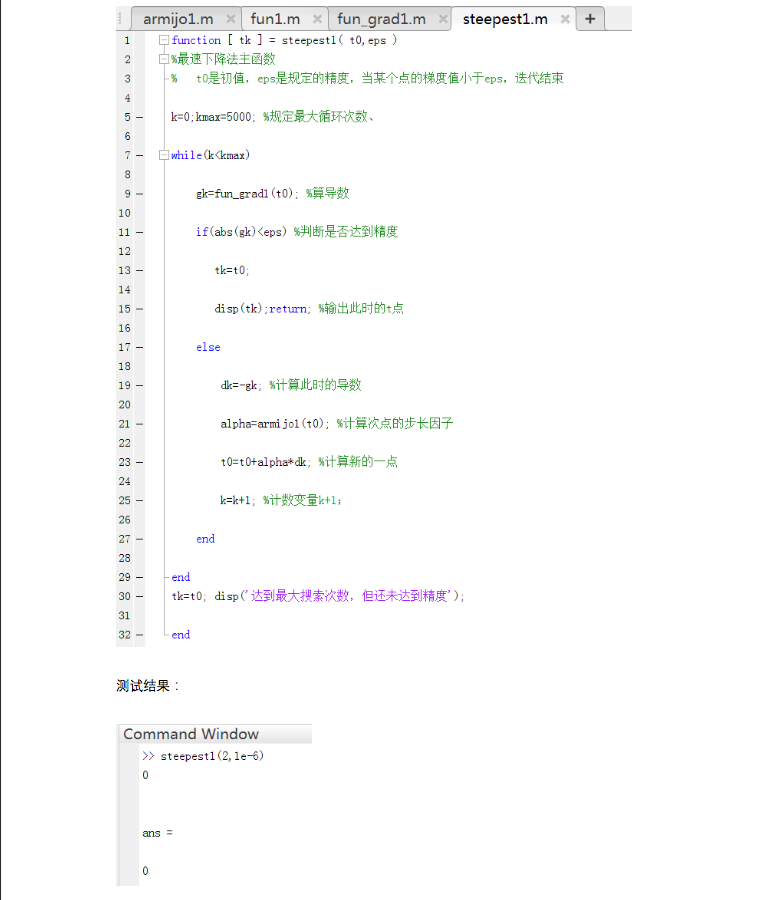 armijo1.m × fun1.m × fun_grad1.m × steepest1.m × +
1 function [ tk ] = steepest1( t0,eps )
2 %最速下降法主函数
3 % t0是初值，eps是规定的精度，当某个点的梯度值小于eps，迭代结束
4
5 k=0;kmax=5000; %规定最大循环次数、
6
7 while(k<kmax)
8
9 gk=fun_grad1(t0); %算导数
10
11 if(abs(gk)<eps) %判断是否达到精度
12
13 tk=t0;
14
15 disp(tk);return; %输出此时的t点
16
17 else
18
19 dk=-gk; %计算此时的导数
20
21 alpha=armijo1(t0); %计算次点的步长因子
22
23 t0=t0+alpha*dk; %计算新的一点
24
25 k=k+1; %计数变量k+1;
26
27 end
28
29 end
30 tk=t0; disp('达到最大搜索次数，但还未达到精度');
31
32 end
测试结果：
Command Window
>> steepest1(2,1e-6)
0
ans =
0